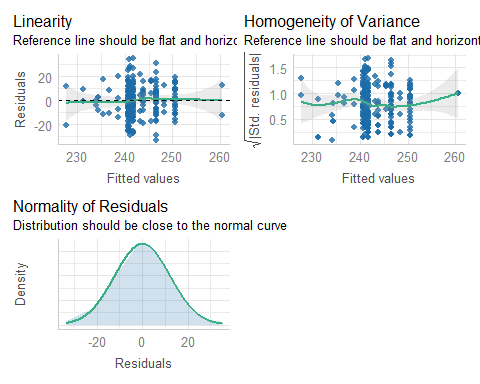 Linearity
Reference line should be flat and horizo
Residuals
20
0
-20
230
240
250
260
Fitted values
Homogeneity of Variance
Reference line should be flat and horizont
√|Std. residuals|
1.5
1.0
0.5
230
240
250
260
Fitted values
Normality of Residuals
Distribution should be close to the normal curve
Density
-20
0
20
Residuals